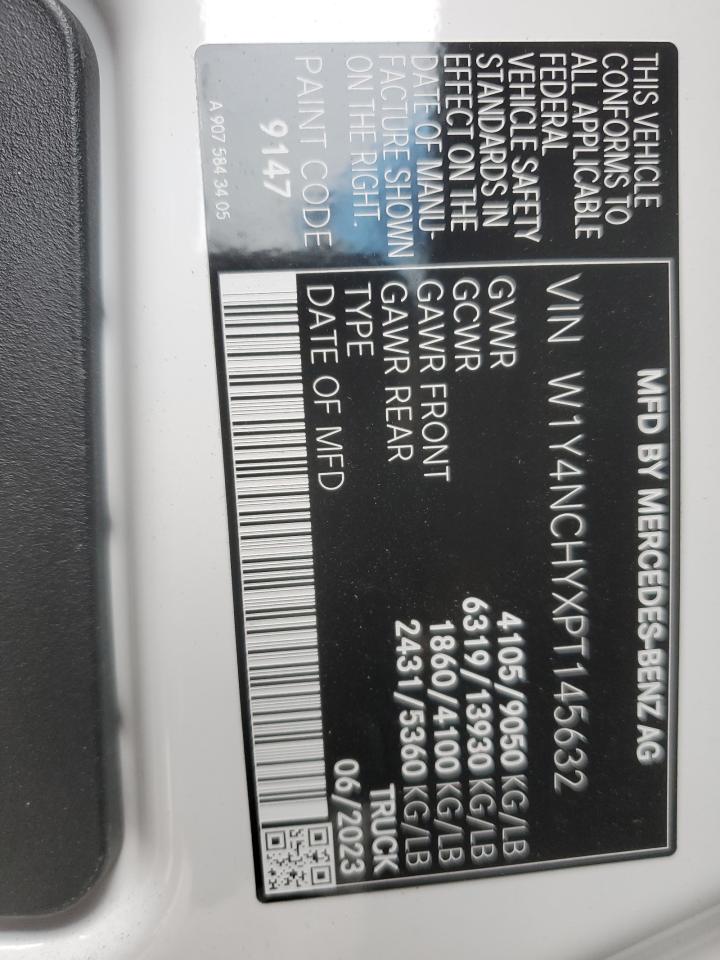 THIS VEHICLE
CONFORMS TO
ALL APPLICABLE
FEDERAL
VEHICLE SAFETY
STANDARDS IN
EFFECT ON THE
DATE OF MANU-
FACTURE SHOWN
ON THE RIGHT.
PAINT CODE
9147
A 907 584 34 05
MFD BY MERCEDES-BENZ AG
VIN W1Y4NCHYXPT145632
GVWR 4105/9050 KG/LB
GCWR 6319/13930 KG/LB
GAWR FRONT 1860/4100 KG/LB
GAWR REAR 2431/5360 KG/LB
TYPE TRUCK
DATE OF MFD 06/2023